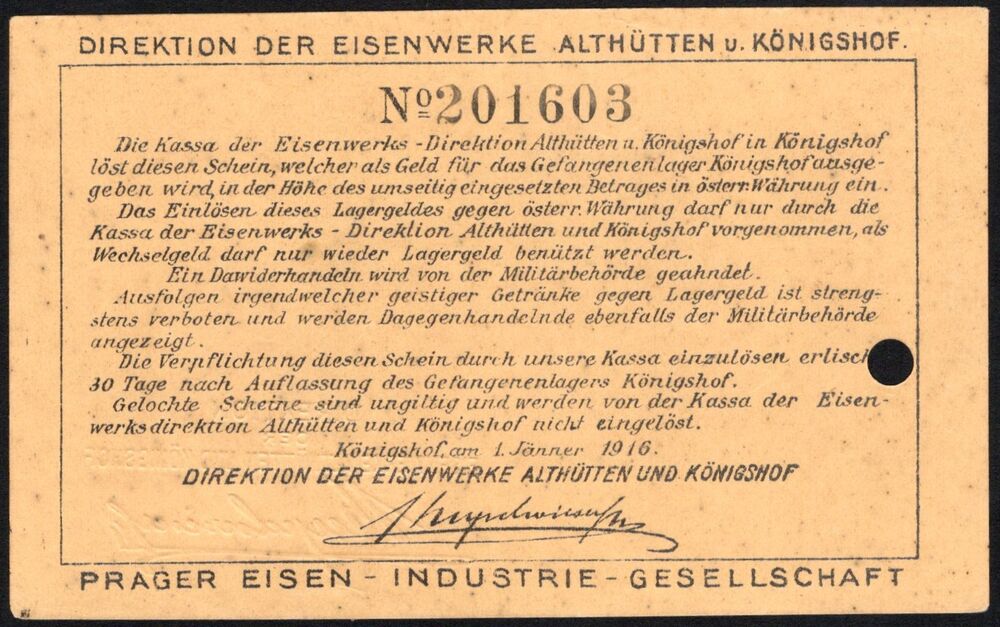 DIREKTION DER EISENWERKE ALTHÜTTEN u. KÖNIGSHOF.
No 201603
Die Kassa der Eisenwerks-Direktion Althütten u. Königshof in Königshof
löst diesen Schein, welcher als Geld für das Gefangenenlager Königshof ausge-
geben wird, in der Höhe des umseitig eingesetzten Betrages in österr. Währung ein.
Das Einlösen dieses Lagergeldes gegen österr. Währung darf nur durch die
Kassa der Eisenwerks-Direktion Althütten und Königshof vorgenommen, als
Wechselgeld darf nur wieder Lagergeld benützt werden.
Ein Dawiderhandeln wird von der Militärbehörde geahndet.
Ausfolgen irgendwelcher geistiger Getränke gegen Lagergeld ist streng-
stens verboten und werden Dagegenhandelnde ebenfalls der Militärbehörde
angezeigt.
Die Verpflichtung diesen Schein durch unsere Kassa einzulösen erlisch
30 Tage nach Auflassung des Gefangenenlagers Königshof.
Gelochte Scheine sind ungiltig und werden von der Kassa der Eisen-
werksdirektion Althütten und Königshof nicht eingelöst.
Königshof, am 1. Jänner 1916.
DIREKTION DER EISENWERKE ALTHÜTTEN UND KÖNIGSHOF
PRAGER EISEN-INDUSTRIE-GESELLSCHAFT